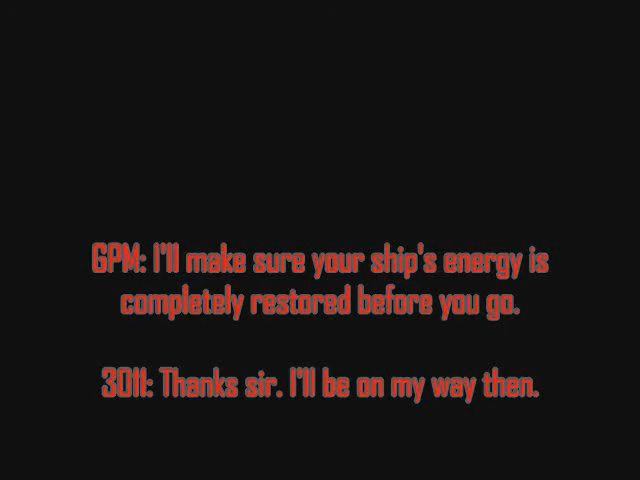 GPM: I'll make sure your ship's energy is
completely restored before you go.
3011: Thanks sir. I'll be on my way then.